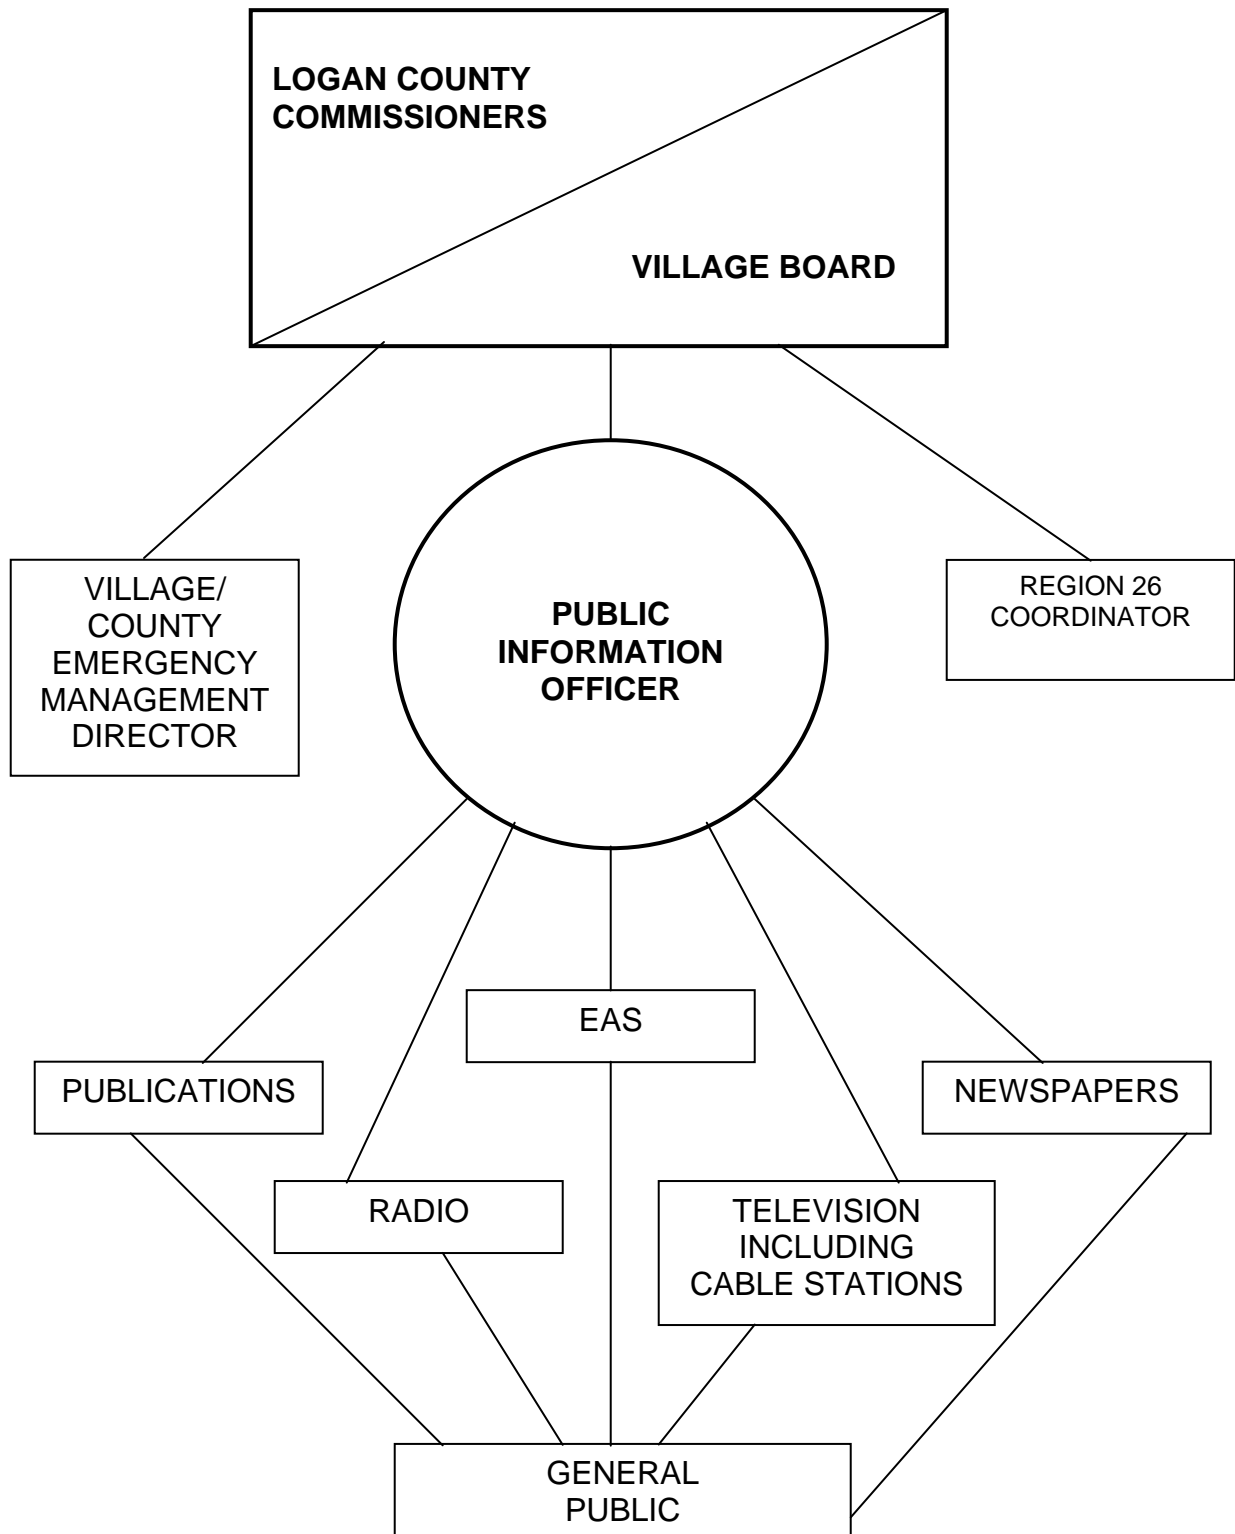 LOGAN COUNTY
COMMISSIONERS
VILLAGE BOARD
VILLAGE/
COUNTY
EMERGENCY
MANAGEMENT
DIRECTOR
PUBLIC
INFORMATION
OFFICER
REGION 26
COORDINATOR
EAS
PUBLICATIONS
NEWSPAPERS
RADIO
TELEVISION
INCLUDING
CABLE STATIONS
GENERAL
PUBLIC